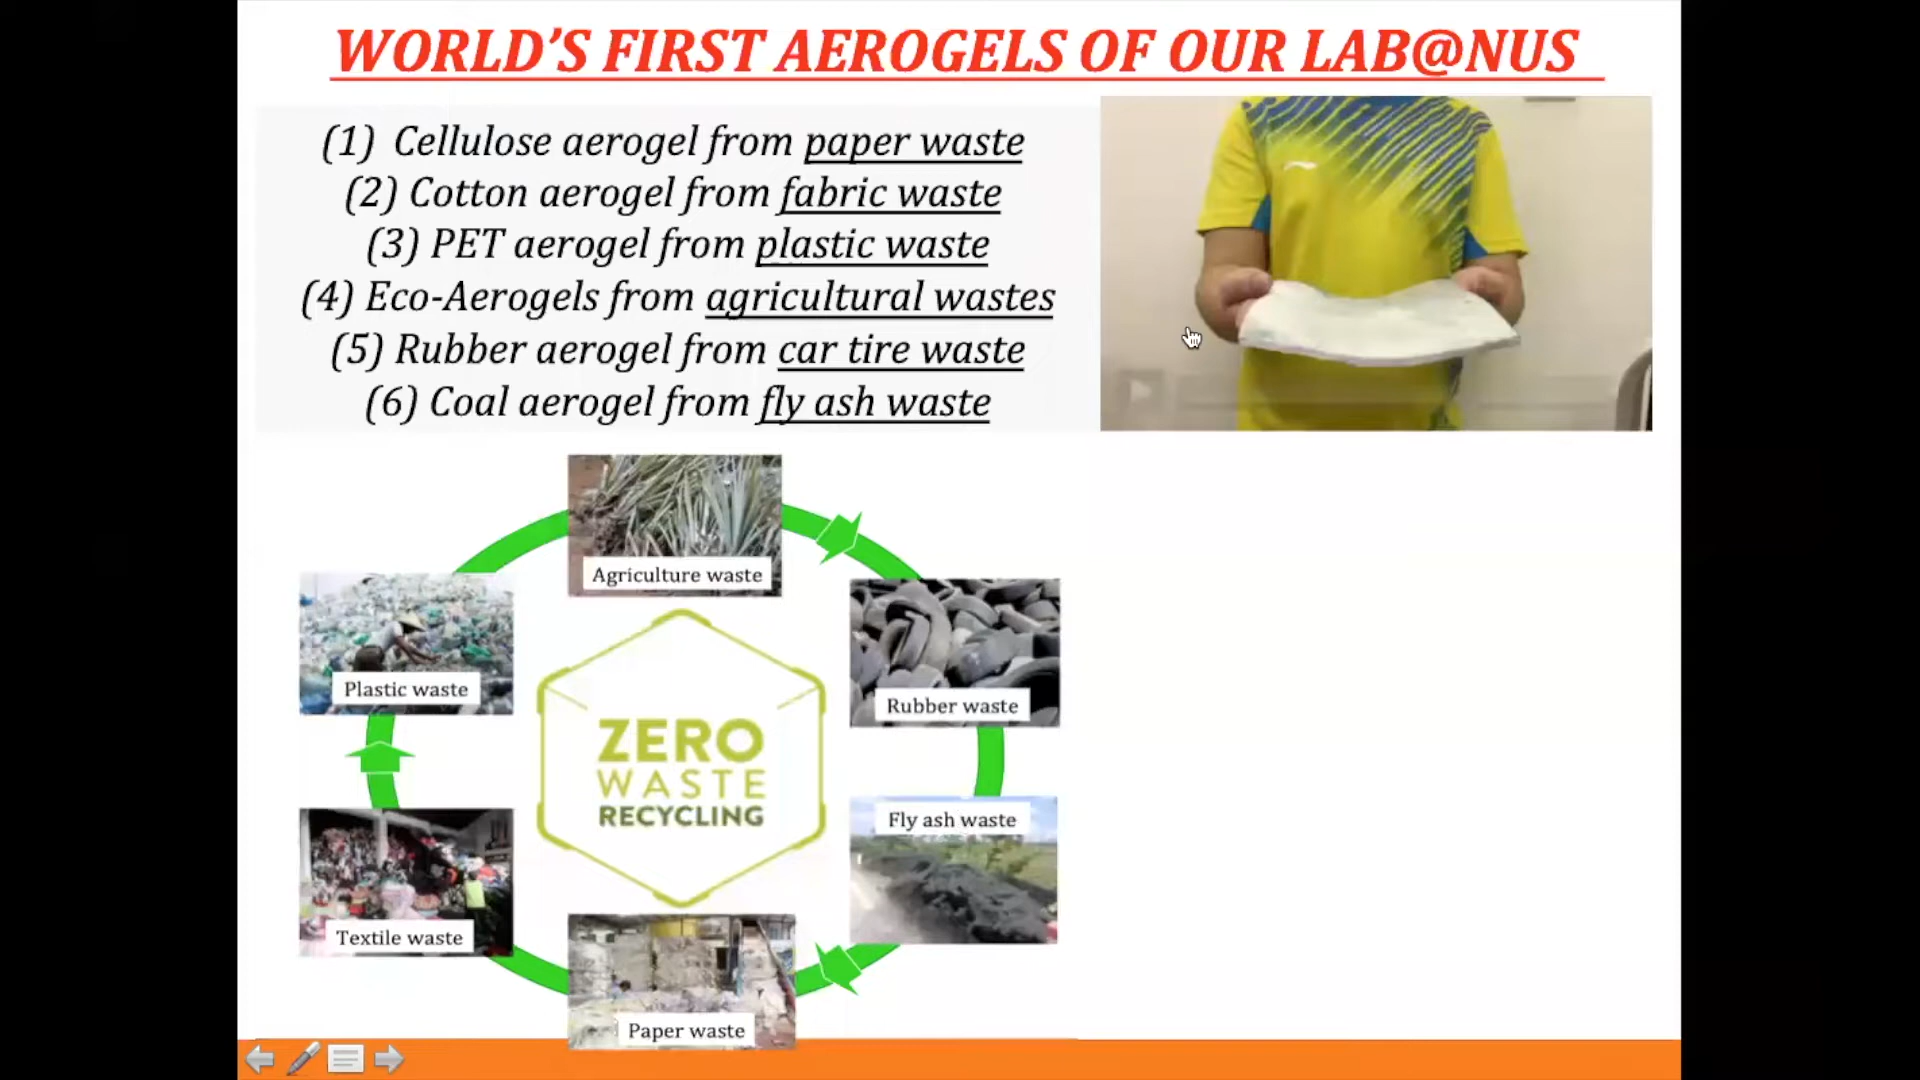 WORLD'S FIRST AEROGELS OF OUR LAB@NUS
(1) Cellulose aerogel from paper waste
(2) Cotton aerogel from fabric waste
(3) PET aerogel from plastic waste
(4) Eco-Aerogels from agricultural wastes
(5) Rubber aerogel from car tire waste
(6) Coal aerogel from fly ash waste
Agriculture waste
Plastic waste
Rubber waste
ZERO
WASTE
RECYCLING
Fly ash waste
Textile waste
Paper waste